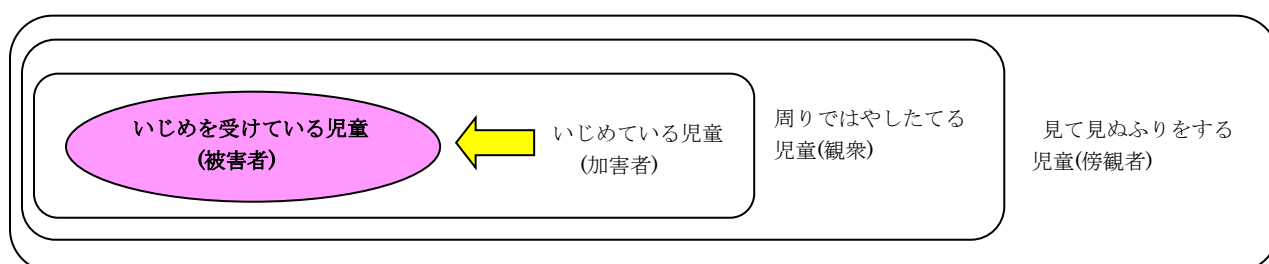 いじめを受けている児童
(被害者)
いじめている児童
(加害者)
周りではやしたてる
児童(観衆)
見て見ぬふりをする
児童(傍観者)